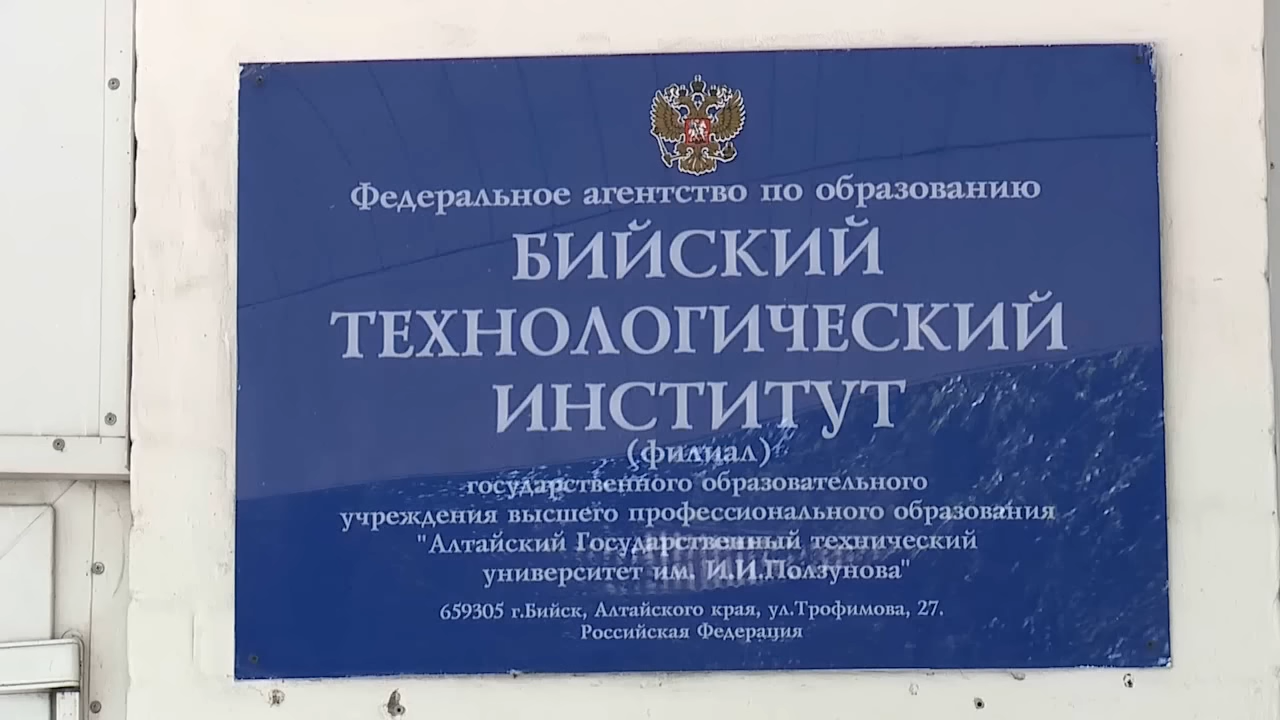 Федеральное агентство по образованию
БИЙСКИЙ
ТЕХНОЛОГИЧЕСКИЙ
ИНСТИТУТ
(филиал)
государственного образовательного
учреждения высшего профессионального образования
"Алтайский Государственный технический
университет им. И.И.Ползунова"
659305 г.Бийск, Алтайского края, ул.Трофимова, 27.
Российская Федерация